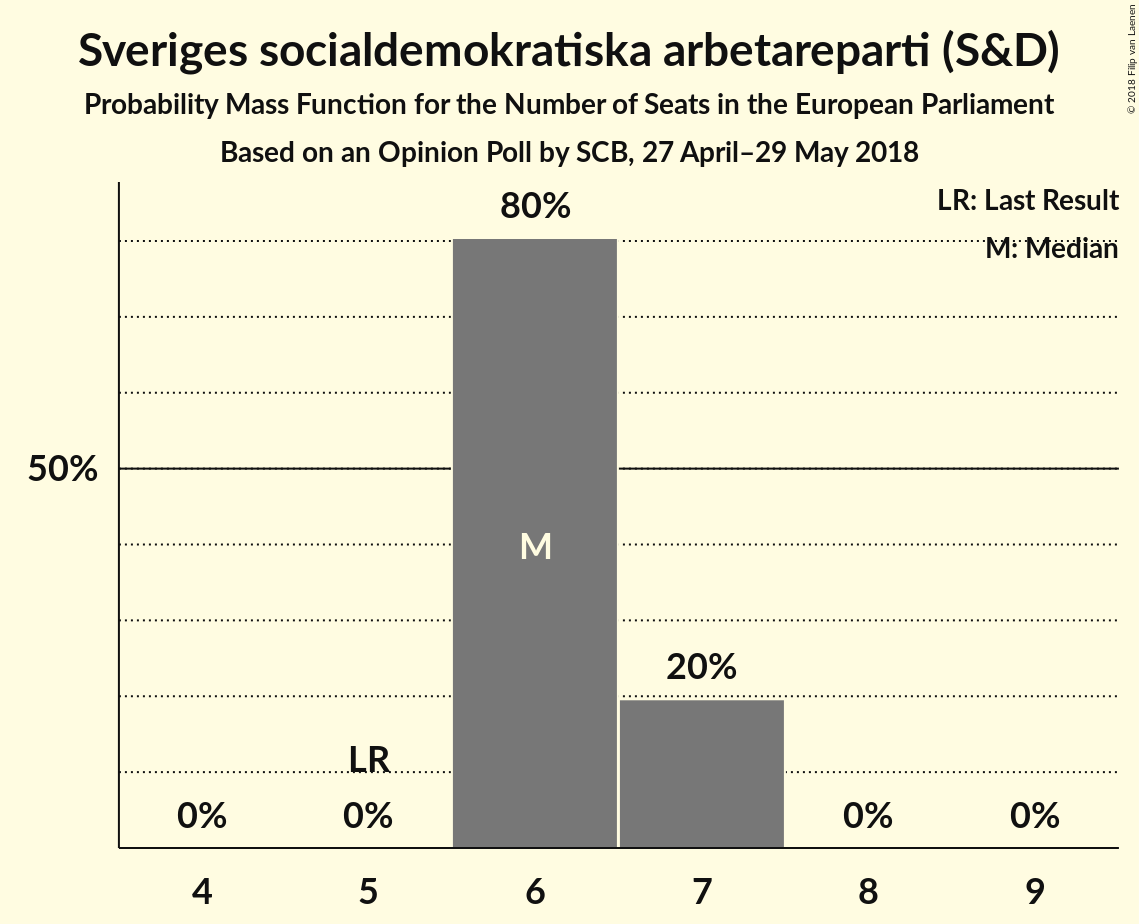 Sveriges socialdemokratiska arbetareparti (S&D)
Probability Mass Function for the Number of Seats in the European Parliament
Based on an Opinion Poll by SCB, 27 April–29 May 2018
© 2018 Filip van Laenen
LR: Last Result
M: Median
80%
50%
M
20%
LR
0%
0%
0%
0%
4
5
6
7
8
9